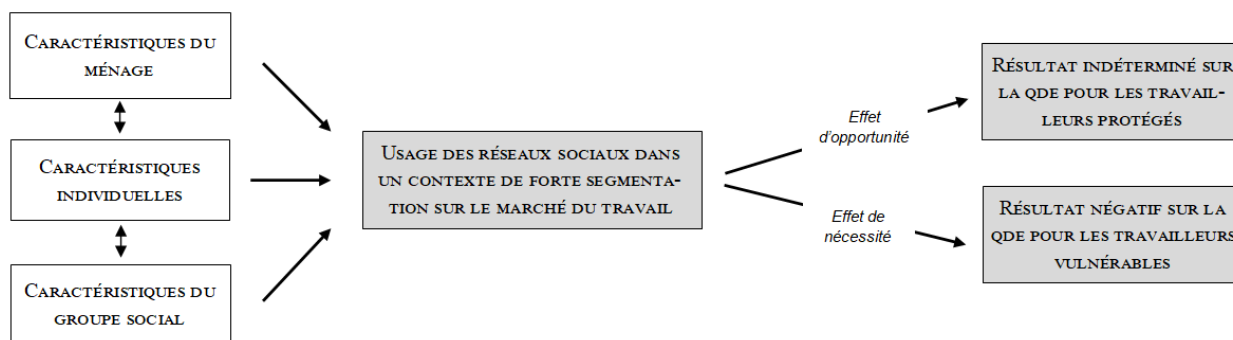 CARACTÉRISTIQUES DU
MÉNAGE
CARACTÉRISTIQUES
INDIVIDUELLES
CARACTÉRISTIQUES DU
GROUPE SOCIAL
USAGE DES RÉSEAUX SOCIAUX DANS
UN CONTEXTE DE FORTE SEGMENTA-
TION SUR LE MARCHÉ DU TRAVAIL
Effet
d'opportunité
Effet de
nécessité
RÉSULTAT INDÉTERMINÉ SUR
LA QDE POUR LES TRAVAIL-
LEURS PROTÉGÉS
RÉSULTAT NÉGATIF SUR LA
QDE POUR LES TRAVAILLEURS
VULNÉRABLES